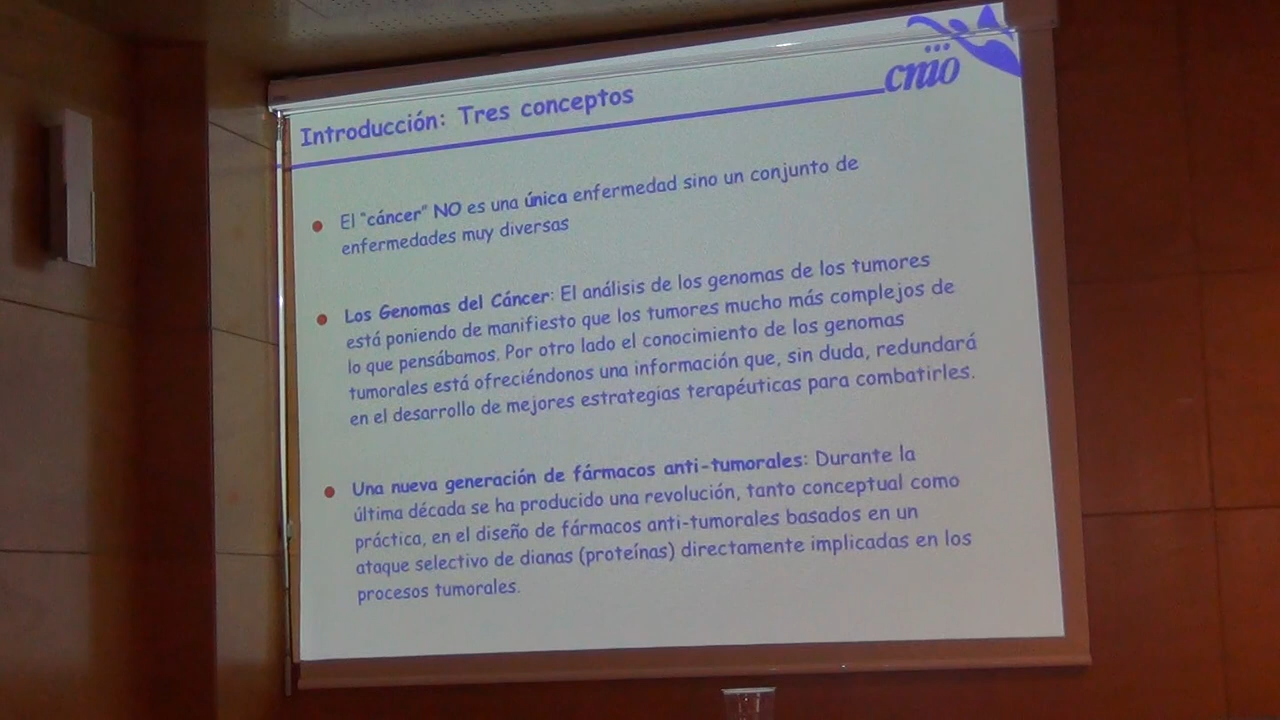 cnio
Introducción: Tres conceptos
El "cáncer" NO es una única enfermedad sino un conjunto de
enfermedades muy diversas
Los Genomas del Cáncer: El análisis de los genomas de los tumores
está poniendo de manifiesto que los tumores mucho más complejos de
lo que pensábamos. Por otro lado el conocimiento de los genomas
tumorales está ofreciéndonos una información que, sin duda, redundará
en el desarrollo de mejores estrategias terapéuticas para combatirles.
Una nueva generación de fármacos anti-tumorales: Durante la
última década se ha producido una revolución, tanto conceptual como
práctica, en el diseño de fármacos anti-tumorales basados en un
ataque selectivo de dianas (proteínas) directamente implicadas en los
procesos tumorales.